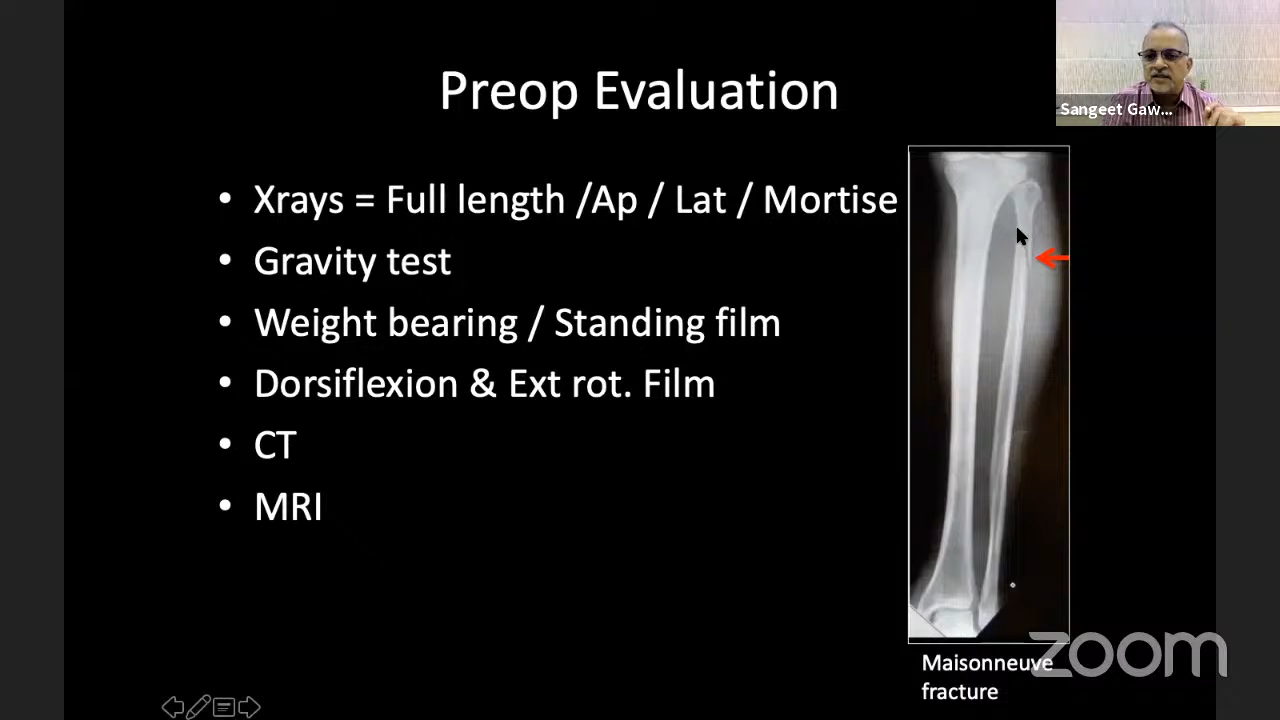 Preop Evaluation
Sangeet Gaw...
• Xrays = Full length /Ap / Lat / Mortise
• Gravity test
• Weight bearing / Standing film
• Dorsiflexion & Ext rot. Film
• CT
• MRI
Maisonneuve
fracture
zoom